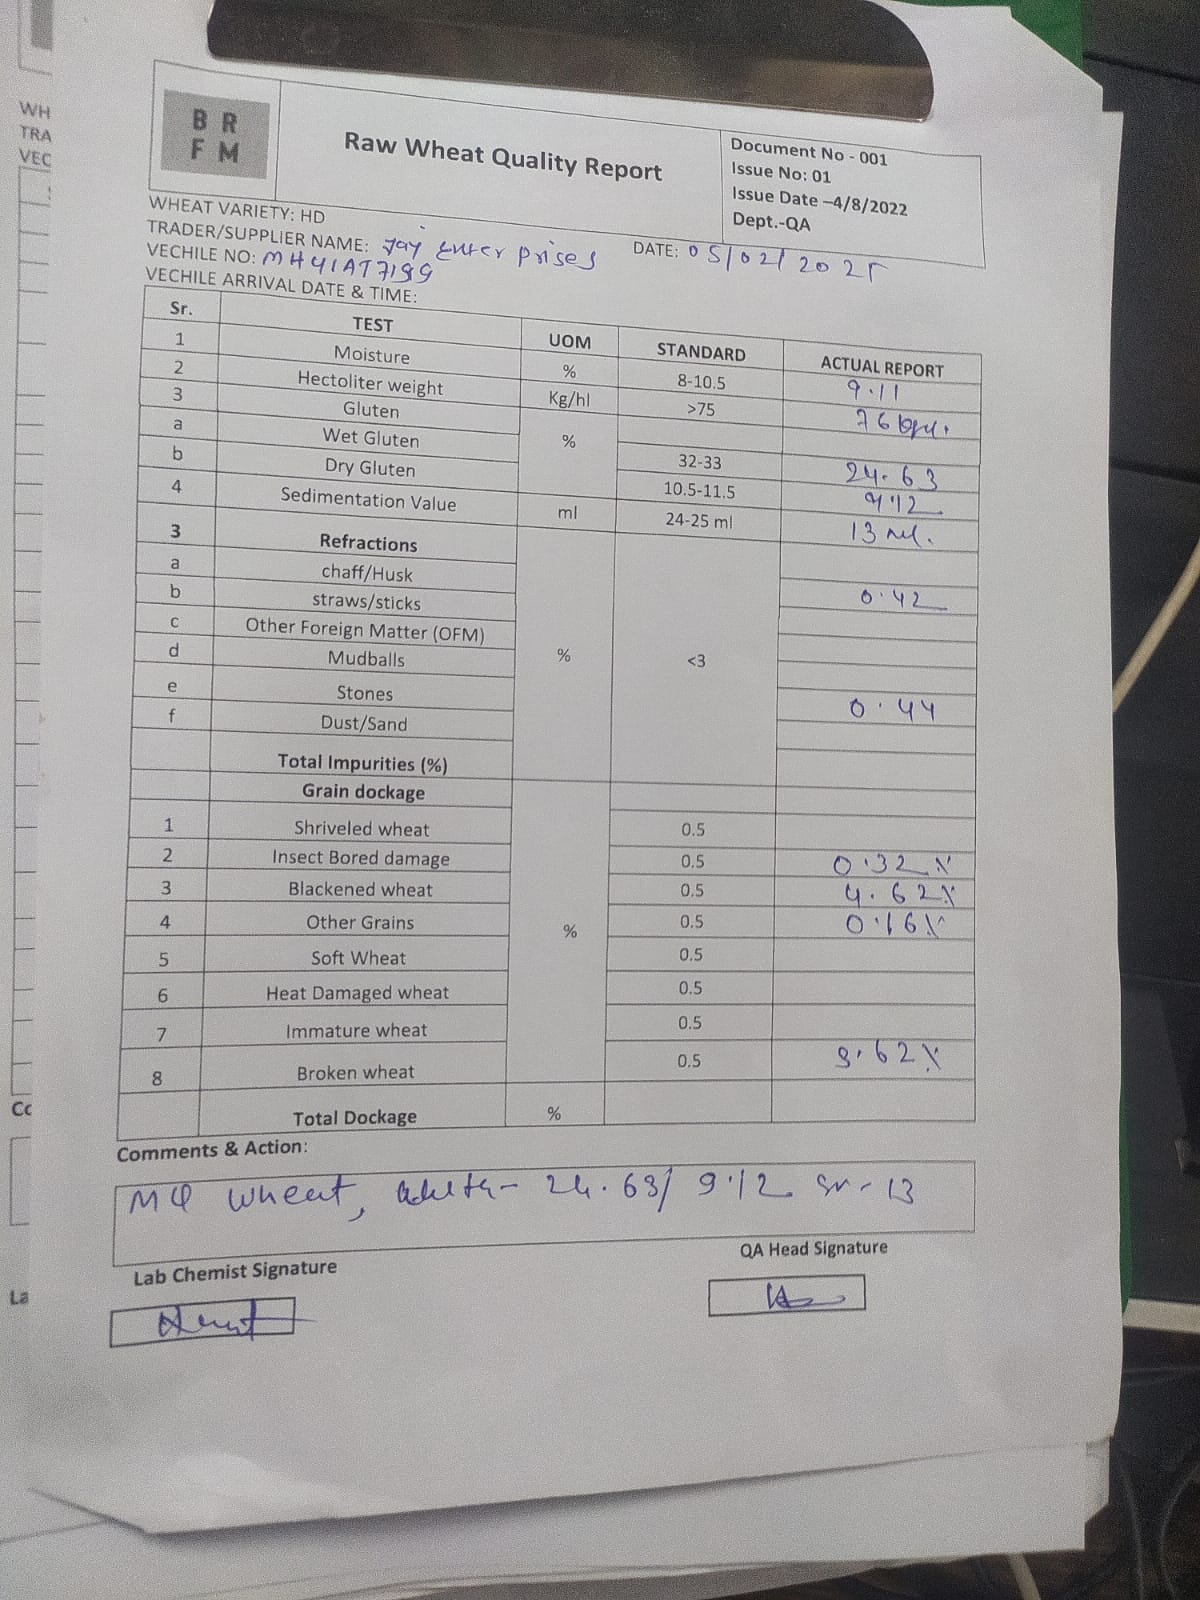 WH
TRA
VEC
B R
F M
Raw Wheat Quality Report
Document No - 001
Issue No: 01
Issue Date –4/8/2022
Dept.-QA
WHEAT VARIETY: HD
TRADER/SUPPLIER NAME: Jay Enter prises DATE: 05/02/2025
VECHILE NO: MH41AT7199
VECHILE ARRIVAL DATE & TIME:
Sr. TEST UOM STANDARD ACTUAL REPORT
1 Moisture % 8-10.5 9.11
2 Hectoliter weight Kg/hl >75 76
3 Gluten %
a Wet Gluten 32-33 24.63
b Dry Gluten 10.5-11.5 9.12
4 Sedimentation Value ml 24-25 ml 13 ml.
3 Refractions
a chaff/Husk
b straws/sticks 0.42
c Other Foreign Matter (OFM)
d Mudballs % <3
e Stones
f Dust/Sand 0.44
Total Impurities (%)
Grain dockage
1 Shriveled wheat 0.5
2 Insect Bored damage 0.5 0.32%
3 Blackened wheat 0.5 4.62%
4 Other Grains % 0.5 0.16%
5 Soft Wheat 0.5
6 Heat Damaged wheat 0.5
7 Immature wheat 0.5
8 Broken wheat 0.5 3.62%
Total Dockage %
Comments & Action:
wheat, 24.63/ 9.12 13
Lab Chemist Signature QA Head Signature
Co
La